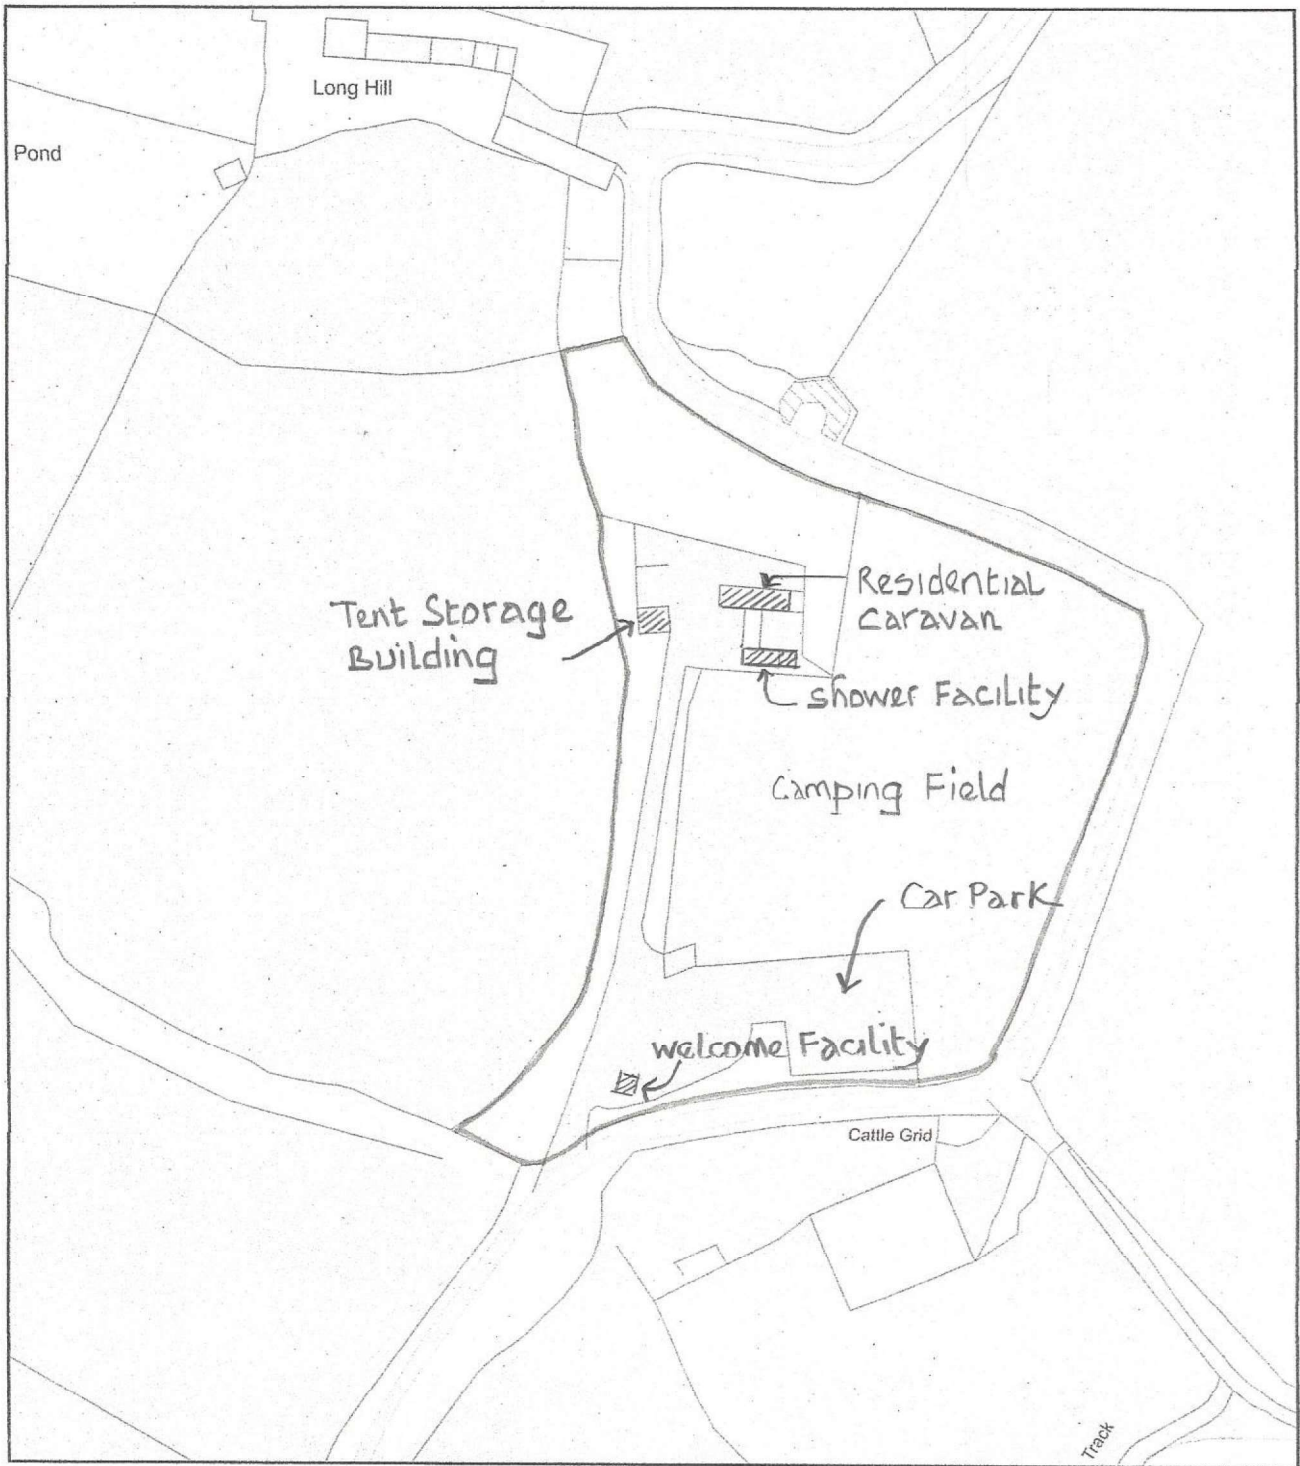 Long Hill
Pond
Residential
Caravan
Tent Storage
Building
Shower Facility
Camping Field
Car Park
Welcome Facility
Cattle Grid
Track